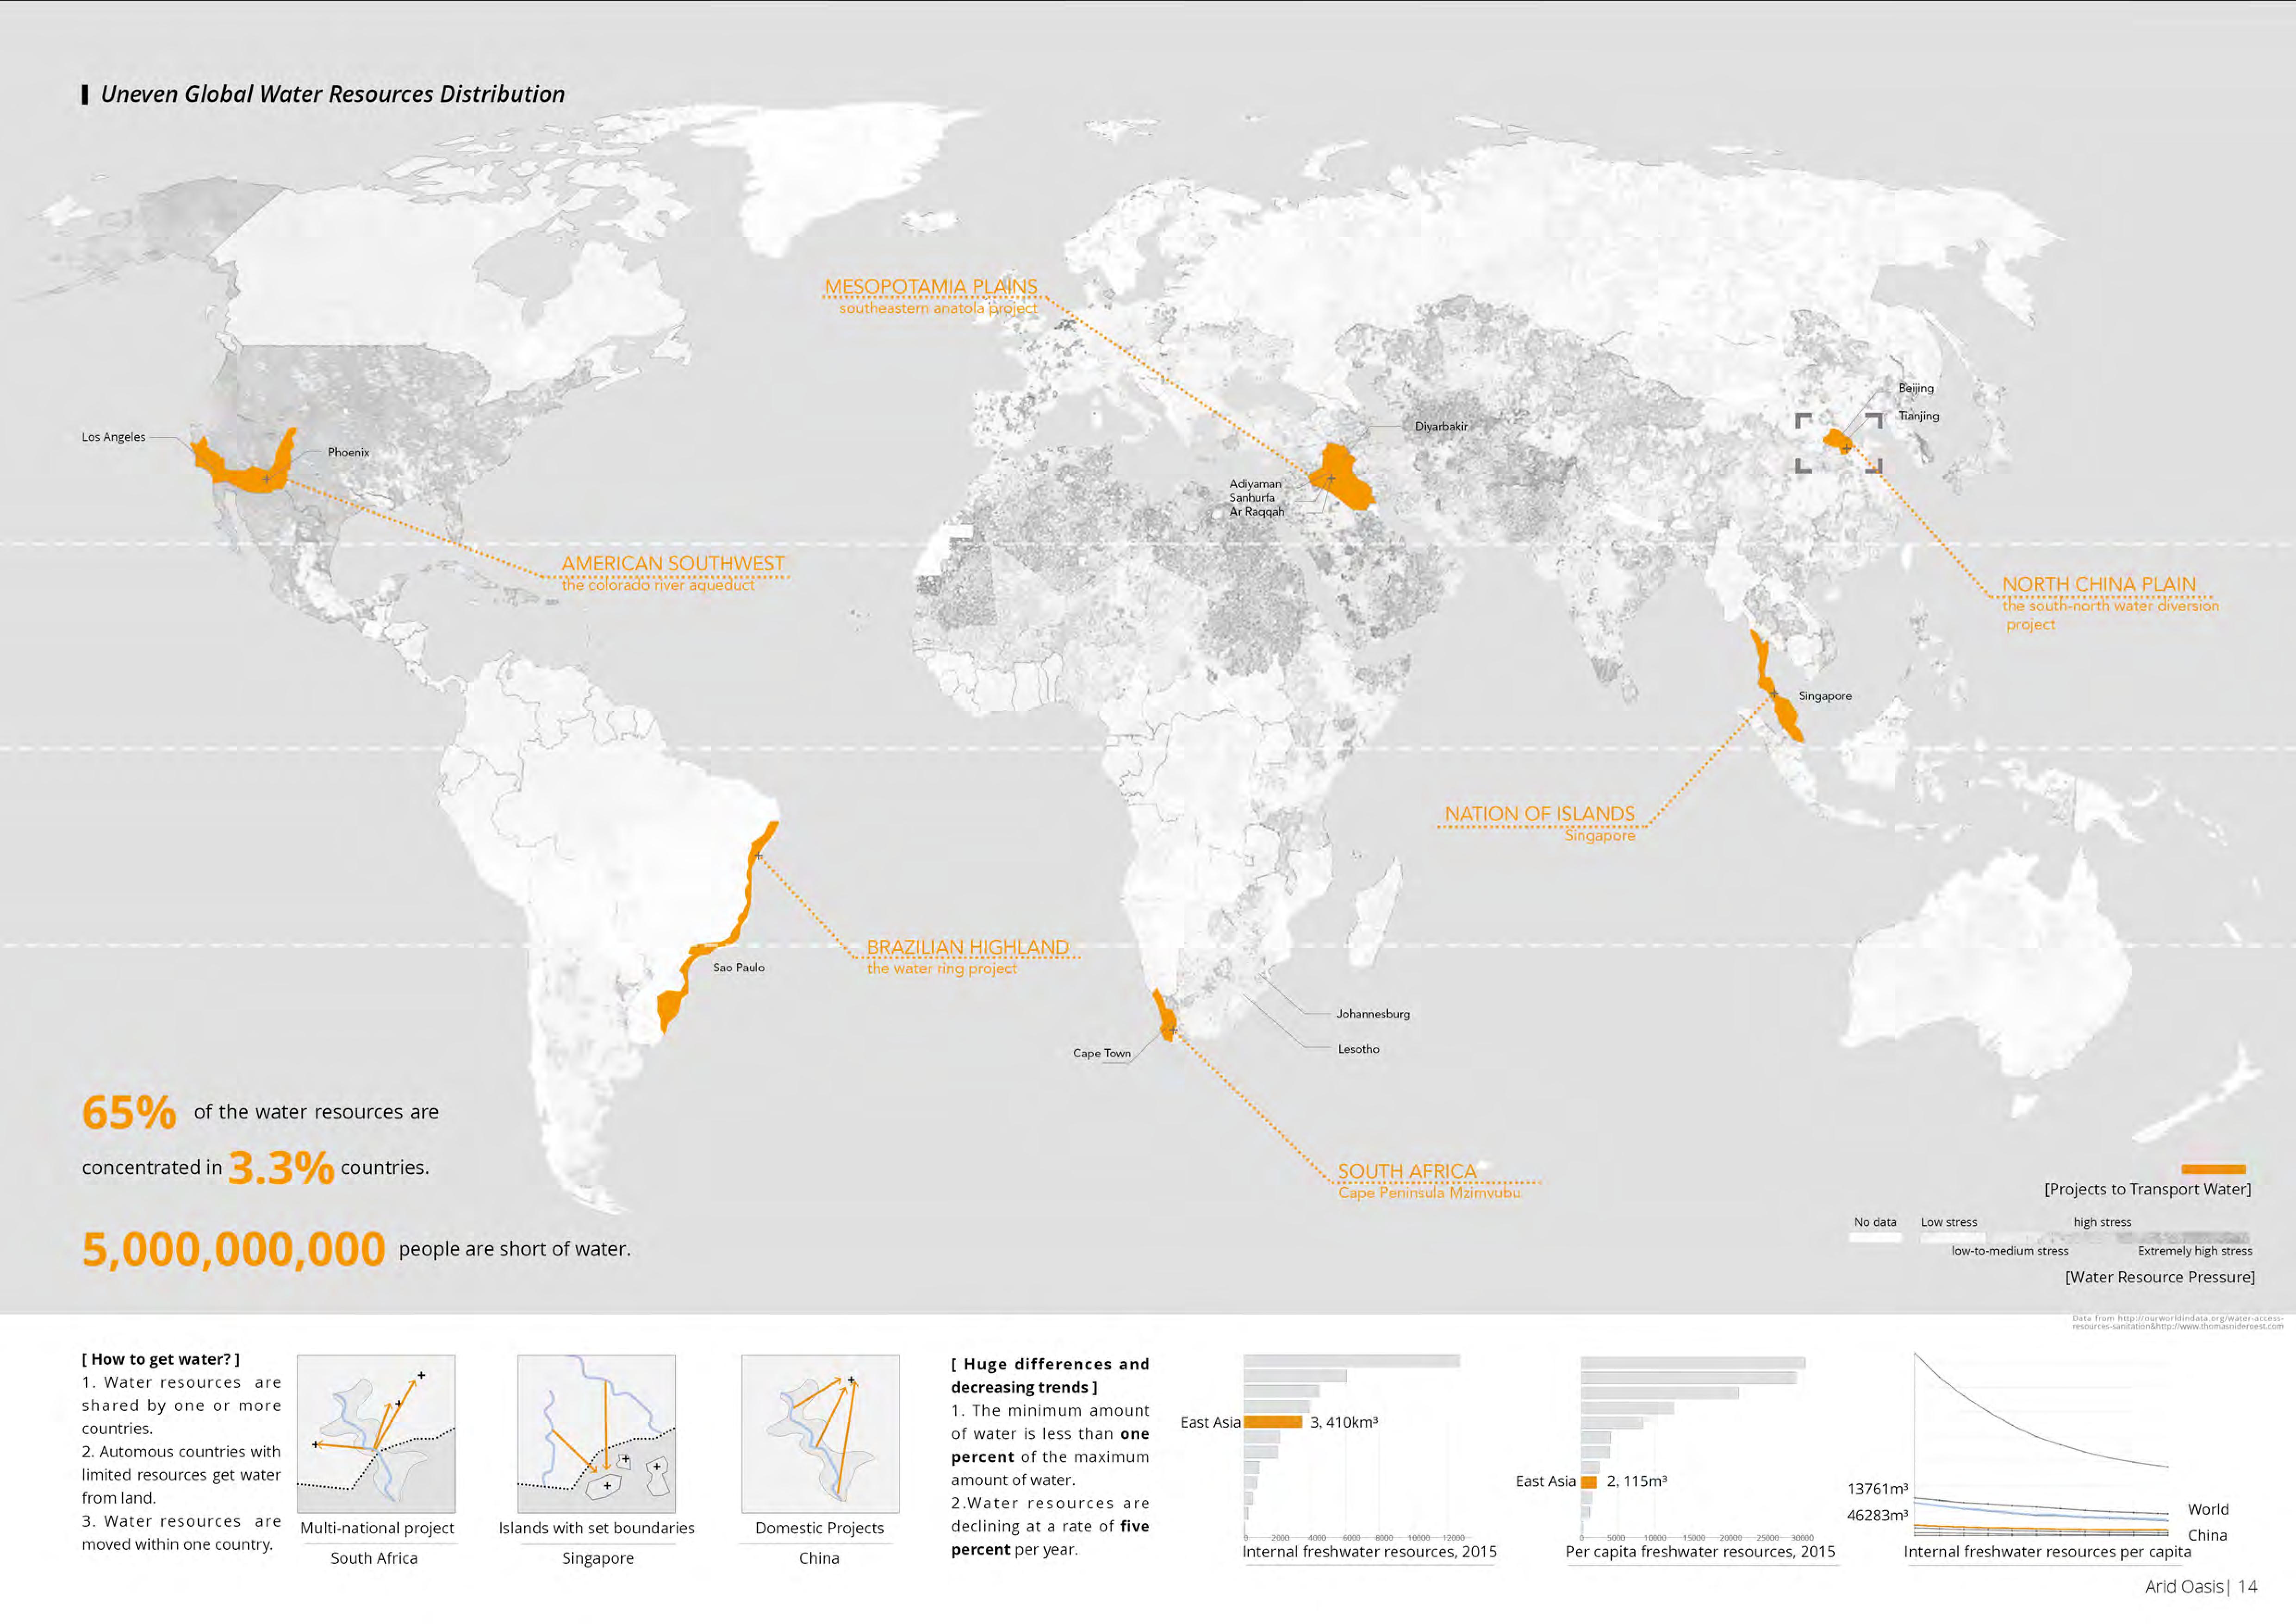 Uneven Global Water Resources Distribution
MESOPOTAMIA PLAINS
southeastern anatola project
Beijing
Tianjing
Los Angeles
Phoenix
Diyarbakir
Adiyaman
Sanhurfa
Ar Raqqah
AMERICAN SOUTHWEST
the colorado river aqueduct
NORTH CHINA PLAIN
the south-north water diversion
project
Singapore
NATION OF ISLANDS
Singapore
BRAZILIAN HIGHLAND
the water ring project
Sao Paulo
Johannesburg
Lesotho
Cape Town
SOUTH AFRICA
Cape Peninsula Mzimvubu
65% of the water resources are
concentrated in 3.3% countries.
5,000,000,000 people are short of water.
[Projects to Transport Water]
No data Low stress high stress
low-to-medium stress Extremely high stress
[Water Resource Pressure]
Data from http://ourworldindata.org/water-access-
resources-sanitation&http://www.thomasnideroest.com
[ How to get water? ]
1. Water resources are
shared by one or more
countries.
2. Automous countries with
limited resources get water
from land.
3. Water resources are
moved within one country.
Multi-national project
South Africa
Islands with set boundaries
Singapore
Domestic Projects
China
[ Huge differences and
decreasing trends ]
1. The minimum amount
of water is less than one
percent of the maximum
amount of water.
2.Water resources are
declining at a rate of five
percent per year.
East Asia 3, 410km³
0 2000 4000 6000 8000 10000 12000
Internal freshwater resources, 2015
East Asia 2, 115m³
0 5000 10000 15000 20000 25000 30000
Per capita freshwater resources, 2015
13761m³
46283m³
World
China
Internal freshwater resources per capita
Arid Oasis| 14